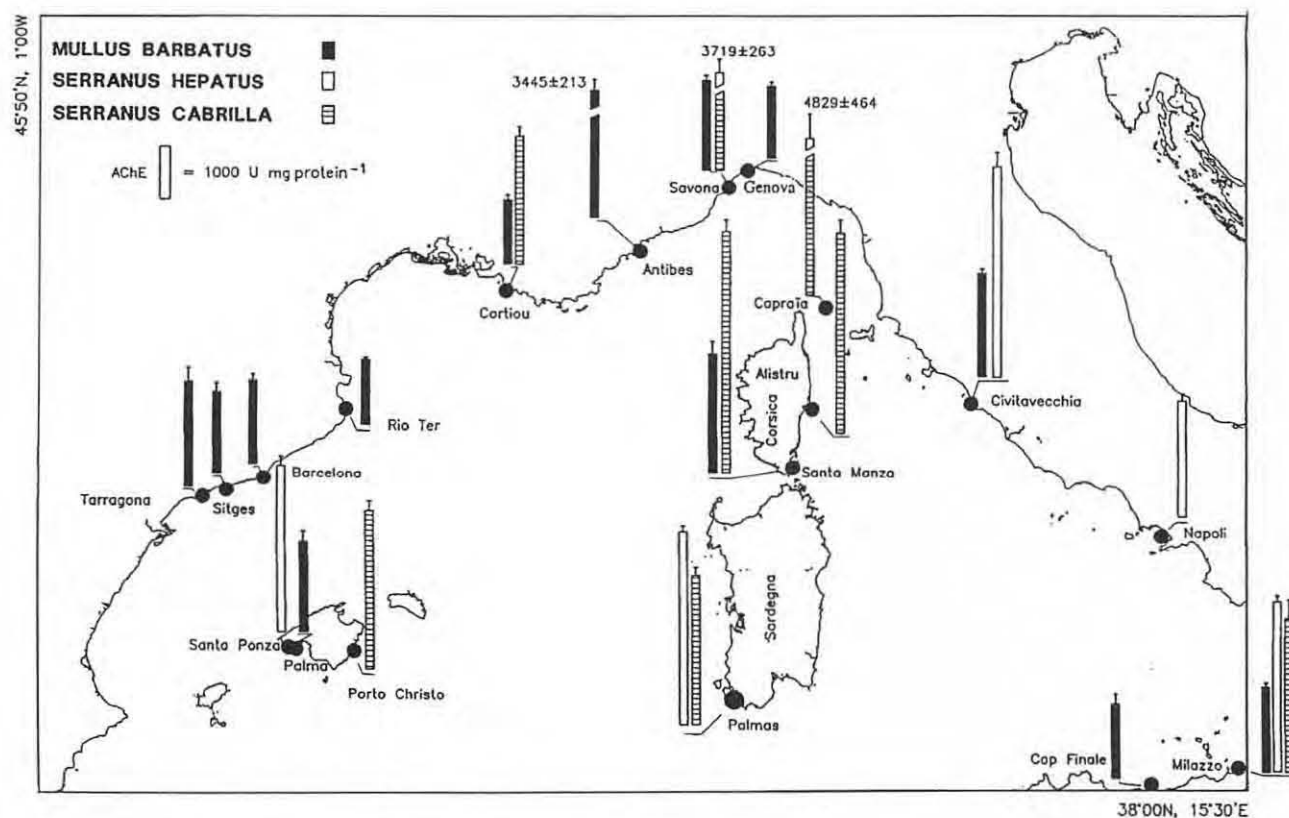 45°50'N, 1°00W
MULLUS BARBATUS
SERRANUS HEPATUS
SERRANUS CABRILLA
AChE = 1000 U mg protein⁻¹
3445±213
3719±263
4829±464
Savona
Genova
Antibes
Cortiou
Capraïa
Alistru
Corsica
Civitavecchia
Rio Ter
Santa Manza
Barcelona
Tarragona
Sitges
Napoli
Sardegna
Santa Ponza
Palma
Porto Christo
Palmas
Cap Finale
Milazzo
38°00N, 15°30'E